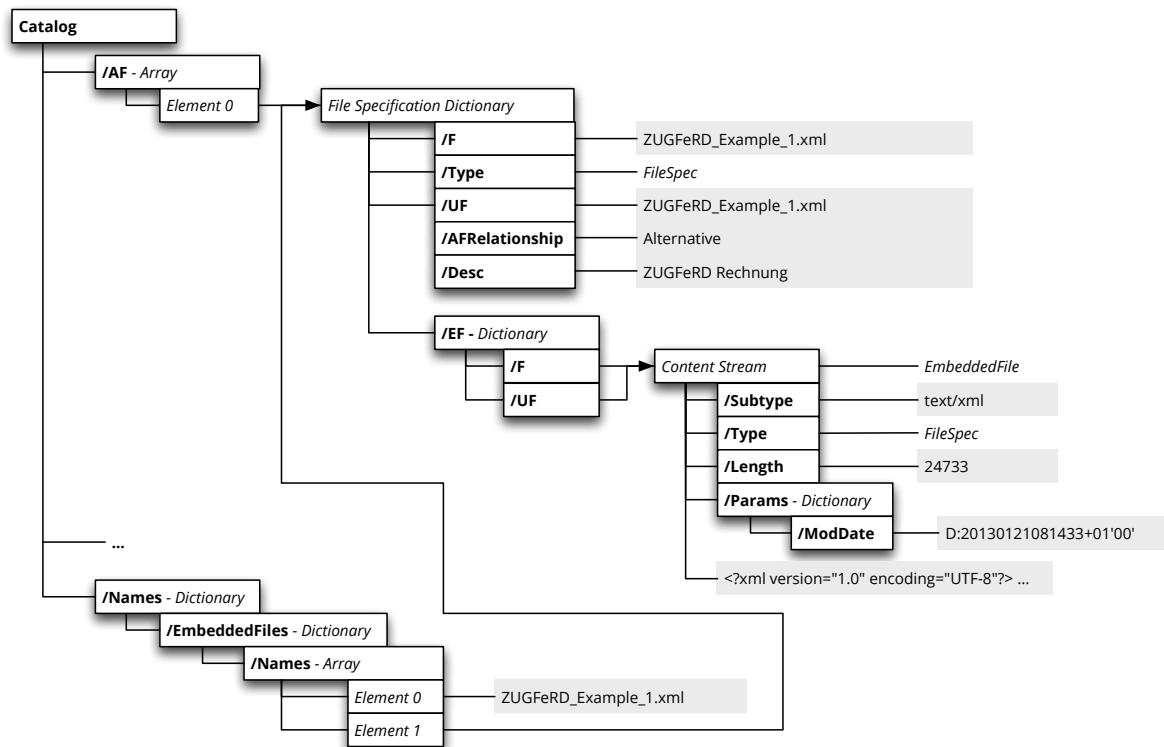 Catalog
/AF - Array
Element 0
File Specification Dictionary
/F
ZUGFeRD_Example_1.xml
/Type
FileSpec
/UF
ZUGFeRD_Example_1.xml
/AFRelationship
Alternative
/Desc
ZUGFeRD Rechnung
/EF - Dictionary
/F
/UF
Content Stream
EmbeddedFile
/Subtype
text/xml
/Type
FileSpec
/Length
24733
/Params - Dictionary
/ModDate
D:20130121081433+01'00'
<?xml version="1.0" encoding="UTF-8"?> ...
...
/Names - Dictionary
/EmbeddedFiles - Dictionary
/Names - Array
Element 0
ZUGFeRD_Example_1.xml
Element 1